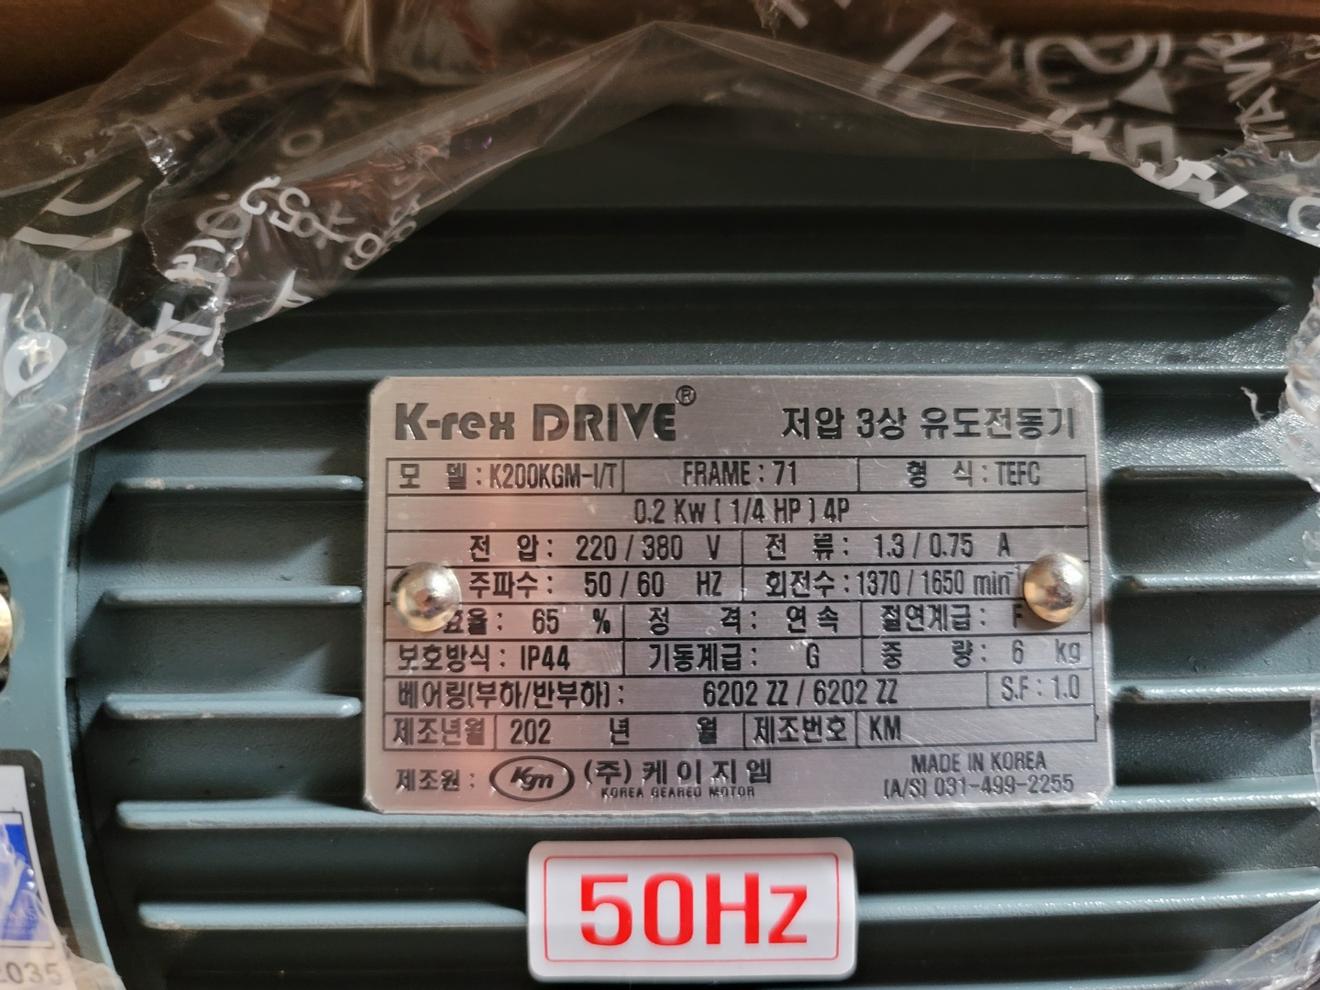 K-rex DRIVE® 저압 3상 유도전동기
모 델 : K200KGM-I/T FRAME : 71 형 식 : TEFC
0.2 Kw [ 1/4 HP ] 4P
전 압 : 220 / 380 V 전 류 : 1.3 / 0.75 A
주파수 : 50 / 60 HZ 회전수 : 1370 / 1650 min
효율 : 65 % 정 격 : 연 속 절연계급 : F
보호방식 : IP44 기동계급 : G 중 량 : 6 kg
베어링(부하/반부하) : 6202 ZZ / 6202 ZZ S.F : 1.0
제조년월 202 년 월 제조번호 KM
제조원 : Kgm (주) 케이지엠 MADE IN KOREA
KOREA GEARED MOTOR (A/S) 031-499-2255
50Hz
035